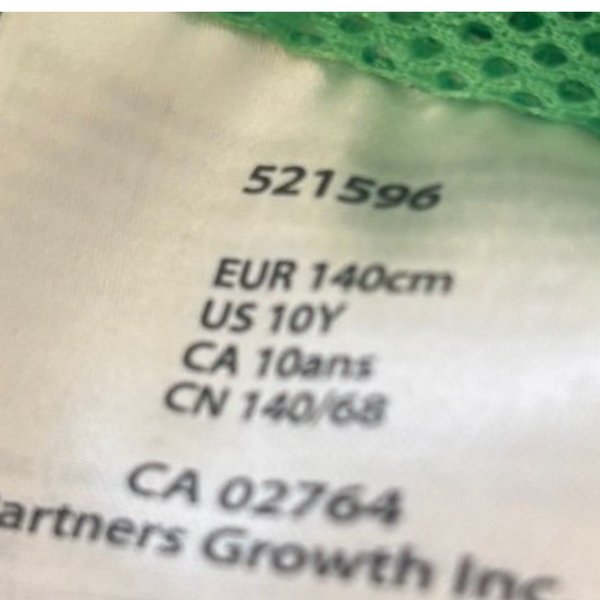 521596
EUR 140cm
US 10Y
CA 10ans
CN 140/68
CA 02764
artners Growth Inc.